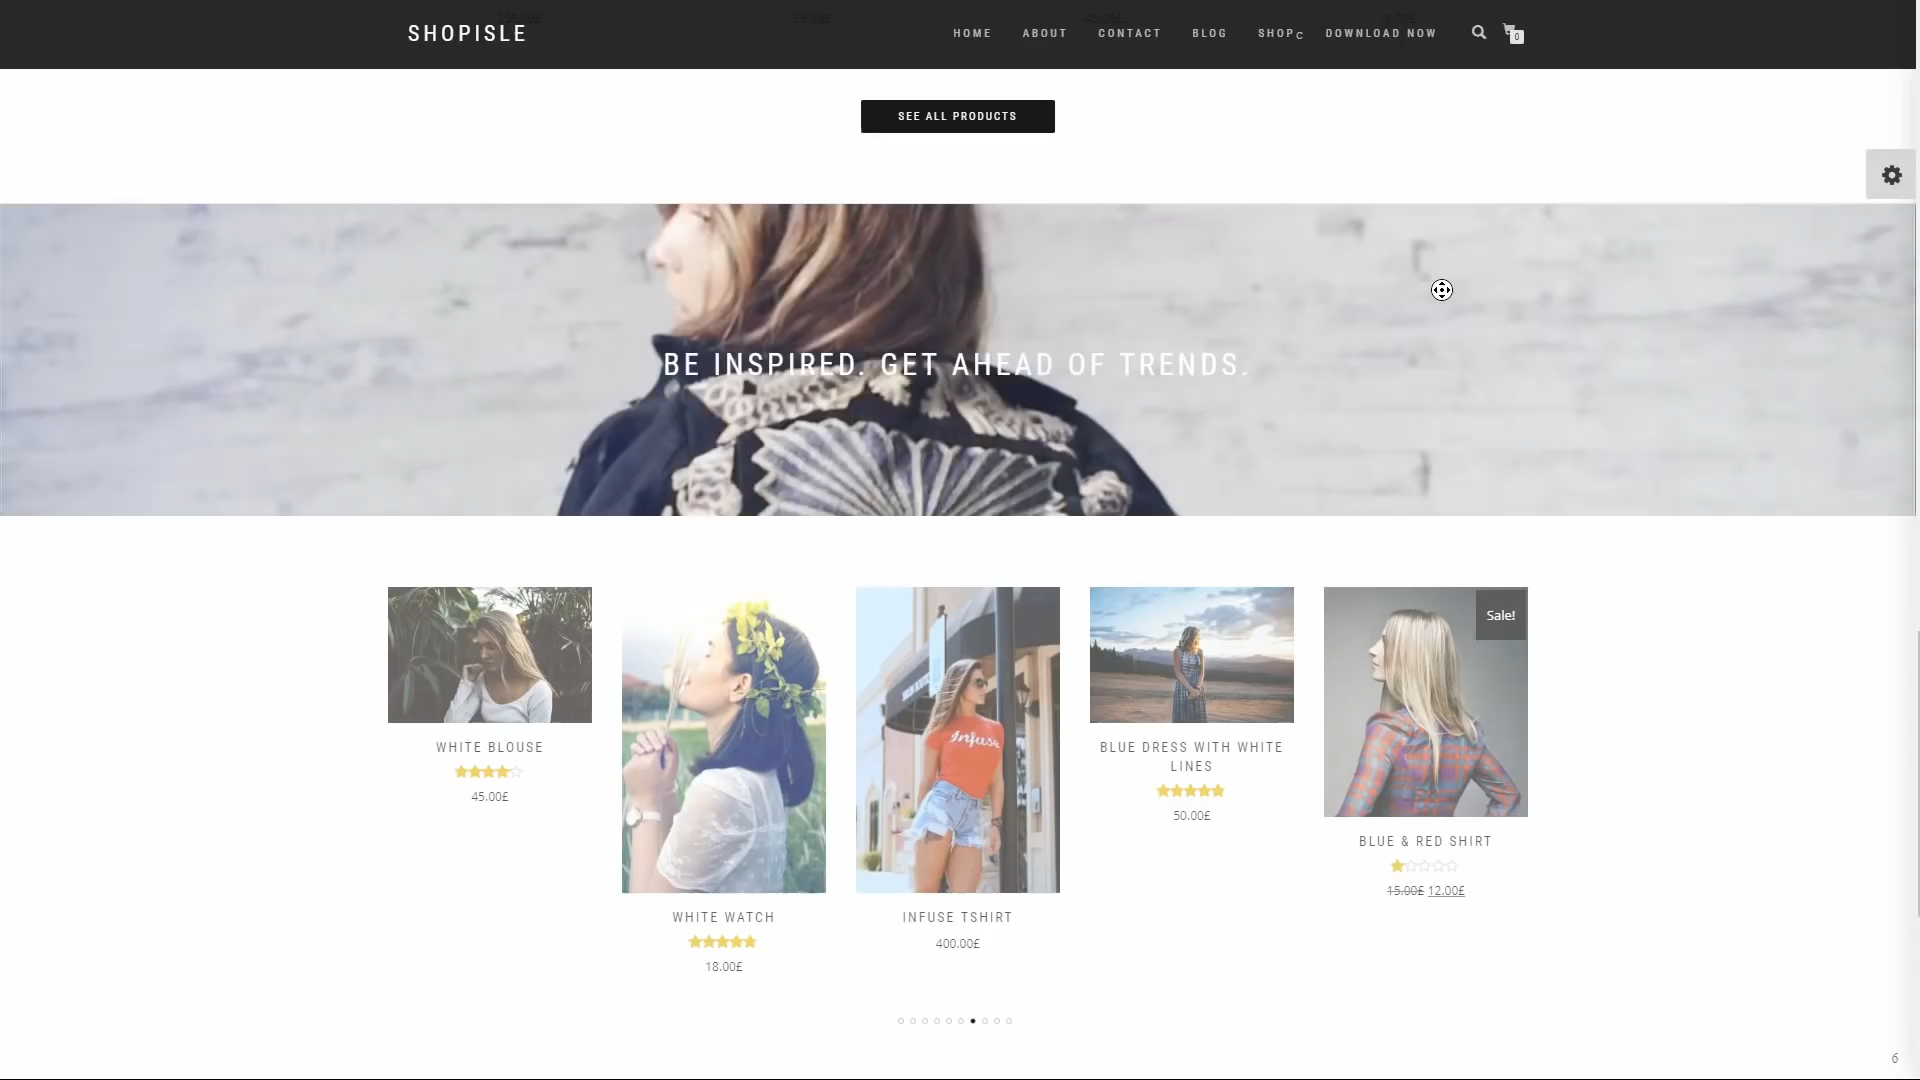 SHOPISLE
HOME ABOUT CONTACT BLOG SHOP DOWNLOAD NOW
0
SEE ALL PRODUCTS
BE INSPIRED. GET AHEAD OF TRENDS.
Sale!
Infuse
WHITE BLOUSE
45.00£
WHITE WATCH
18.00£
INFUSE TSHIRT
400.00£
BLUE DRESS WITH WHITE
LINES
50.00£
BLUE & RED SHIRT
15.00£ 12.00£
6